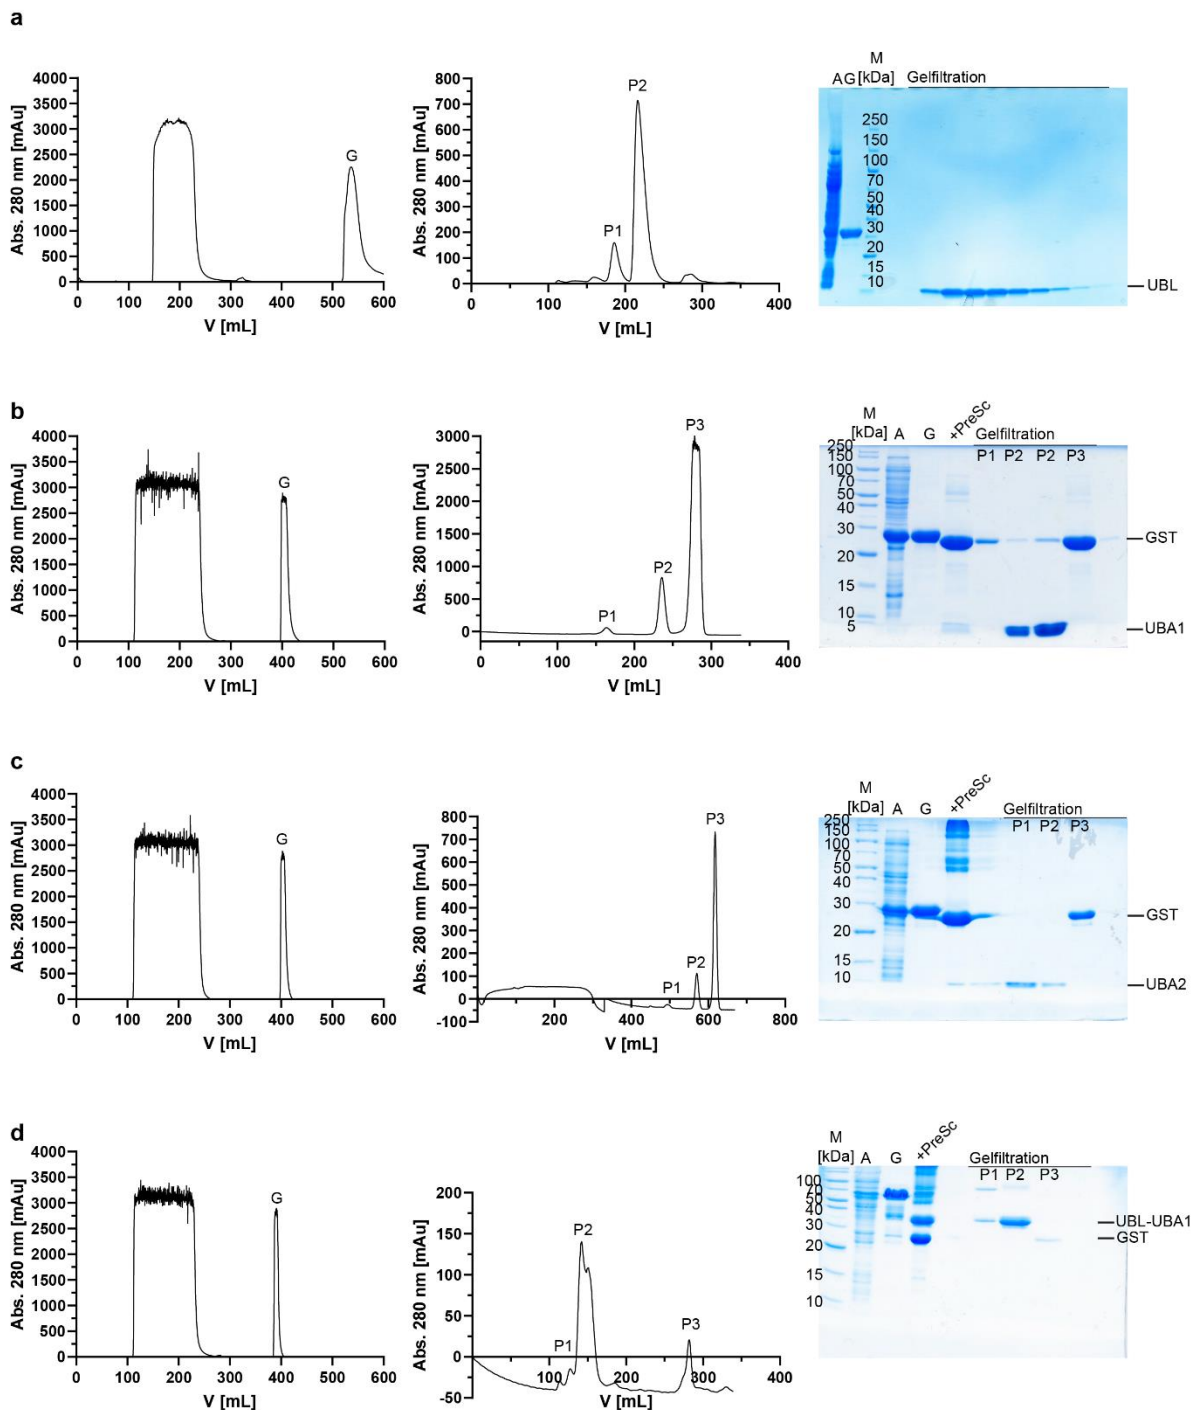 a
Abs. 280 nm [mAu]
4000
3500
3000
2500
2000
1500
1000
500
0
G
0 100 200 300 400 500 600
V [mL]
Abs. 280 nm [mAu]
800
700
600
500
400
300
200
100
0
P1
P2
0 100 200 300 400
V [mL]
A G
M
[kDa]
Gelfiltration
250
150
100
70
50
40
30
20
15
10
UBL
b
Abs. 280 nm [mAu]
4000
3500
3000
2500
2000
1500
1000
500
0
G
0 100 200 300 400 500 600
V [mL]
Abs. 280 nm [mAu]
3000
2500
2000
1500
1000
500
0
P1
P2
P3
0 100 200 300 400
V [mL]
M
[kDa]
A G +PreSc Gelfiltration
P1 P2 P2 P3
250
150
100
70
50
40
30
20
15
10
5
GST
UBA1
c
Abs. 280 nm [mAu]
4000
3500
3000
2500
2000
1500
1000
500
0
G
0 100 200 300 400 500 600
V [mL]
Abs. 280 nm [mAu]
800
700
600
500
400
300
200
100
0
-100
P1
P2
P3
200 400 600 800
V [mL]
M
[kDa]
A G +PreSc Gelfiltration
P1 P2 P3
250
150
100
70
50
40
30
20
15
10
GST
UBA2
d
Abs. 280 nm [mAu]
4000
3500
3000
2500
2000
1500
1000
500
0
G
0 100 200 300 400 500 600
V [mL]
Abs. 280 nm [mAu]
200
150
100
50
0
-50
P1
P2
P3
100 200 300 400
V [mL]
M
[kDa]
A G +PreSc Gelfiltration
P1 P2 P3
100
70
50
40
30
20
15
10
UBL-UBA1
GST